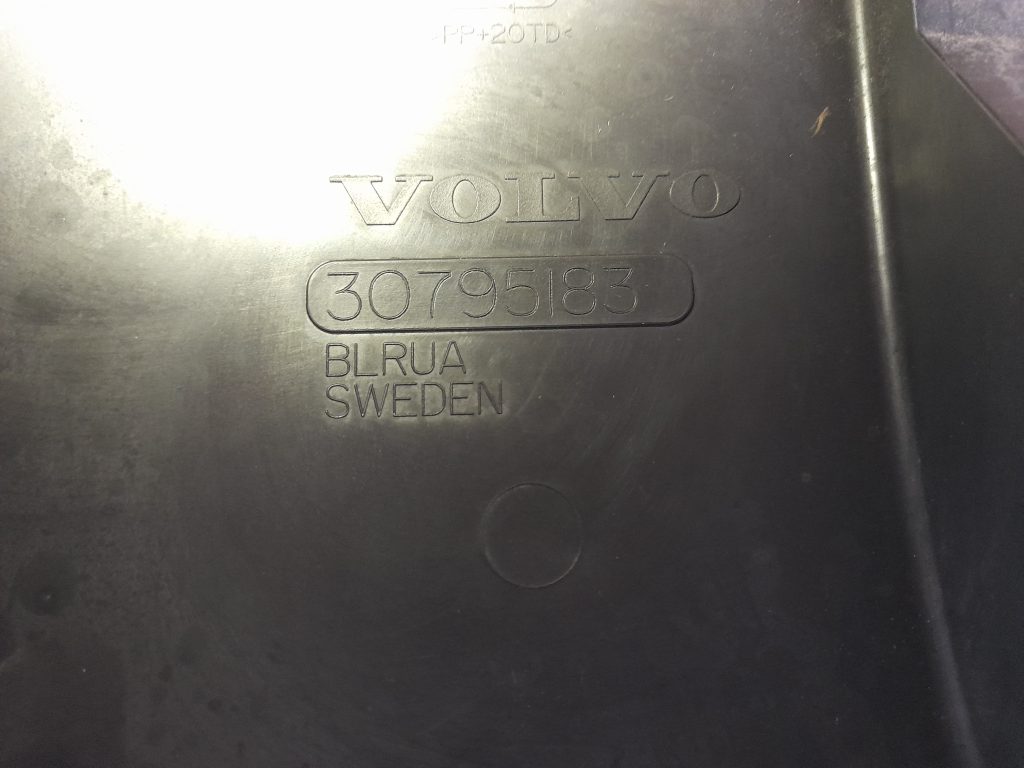 >PP+20TD<
VOLVO
30795183
BLRUA
SWEDEN